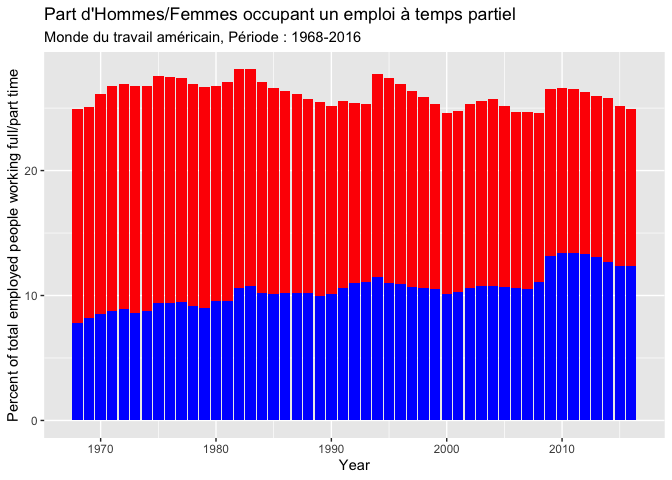 Part d'Hommes/Femmes occupant un emploi à temps partiel
Monde du travail américain, Période : 1968-2016
Percent of total employed people working full/part time
20
10
0
1970 1980 1990 2000 2010
Year